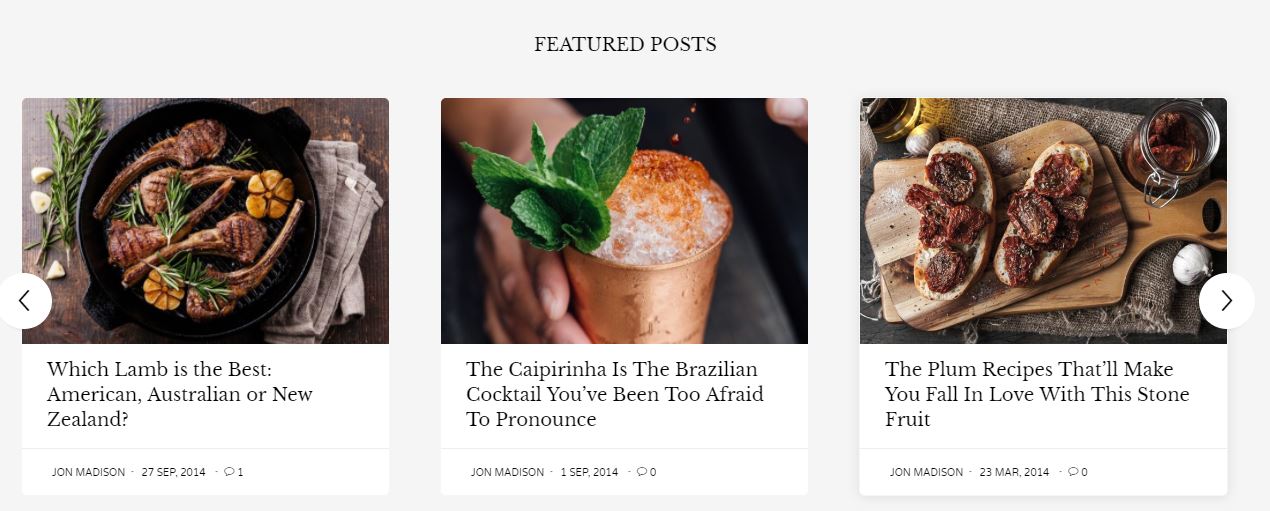 FEATURED POSTS
Which Lamb is the Best:
American, Australian or New
Zealand?
JON MADISON · 27 SEP, 2014 · 1
The Caipirinha Is The Brazilian
Cocktail You’ve Been Too Afraid
To Pronounce
JON MADISON · 1 SEP, 2014 · 0
The Plum Recipes That’ll Make
You Fall In Love With This Stone
Fruit
JON MADISON · 23 MAR, 2014 · 0